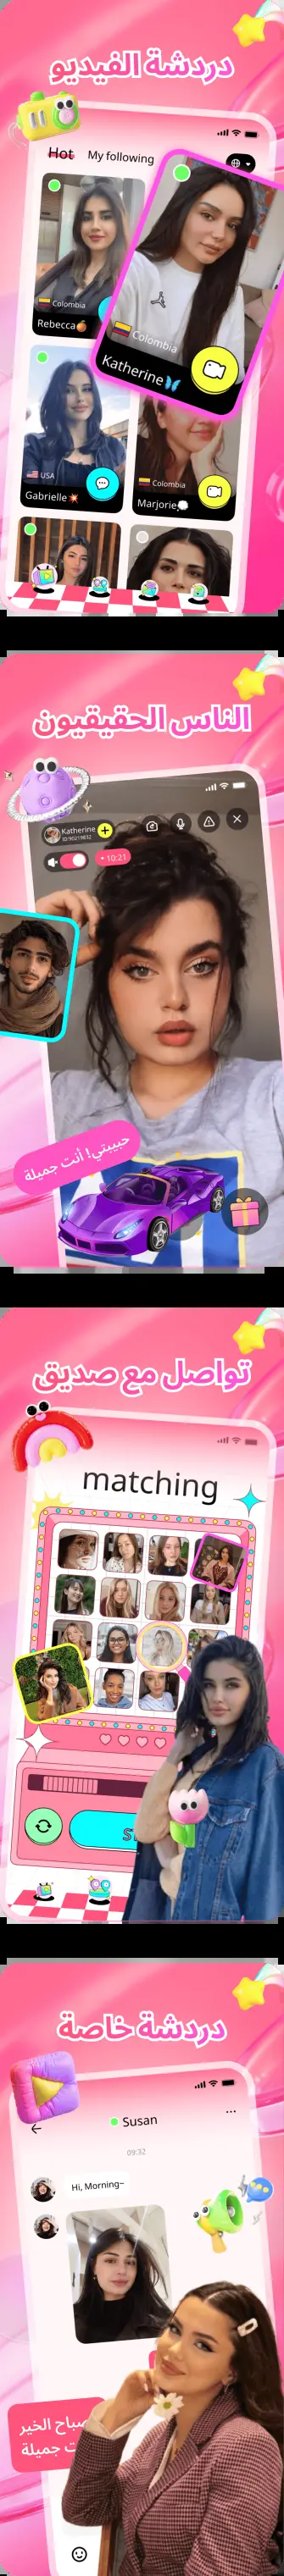 دردشة الفيديو
Hot My following
Colombia
Rebecca🍊
Colombia
Katherine🦋
USA
Gabrielle💥
Colombia
Marjorie💭
الناس الحقيقيون
Katherine
10:21
حبيبتي! أنت جميلة
تواصل مع صديق
matching
دردشة خاصة
Susan
09:32
Hi, Morning~